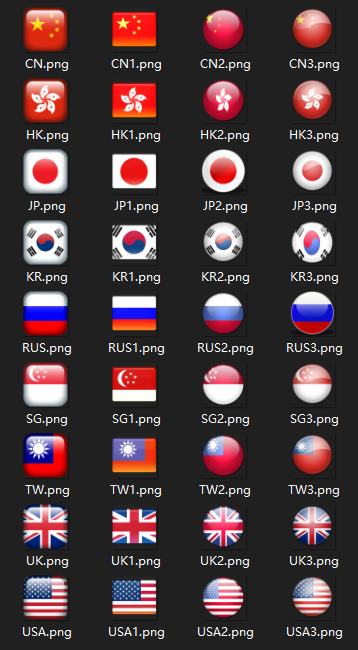 CN.png CN1.png CN2.png CN3.png
HK.png HK1.png HK2.png HK3.png
JP.png JP1.png JP2.png JP3.png
KR.png KR1.png KR2.png KR3.png
RUS.png RUS1.png RUS2.png RUS3.png
SG.png SG1.png SG2.png SG3.png
TW.png TW1.png TW2.png TW3.png
UK.png UK1.png UK2.png UK3.png
USA.png USA1.png USA2.png USA3.png